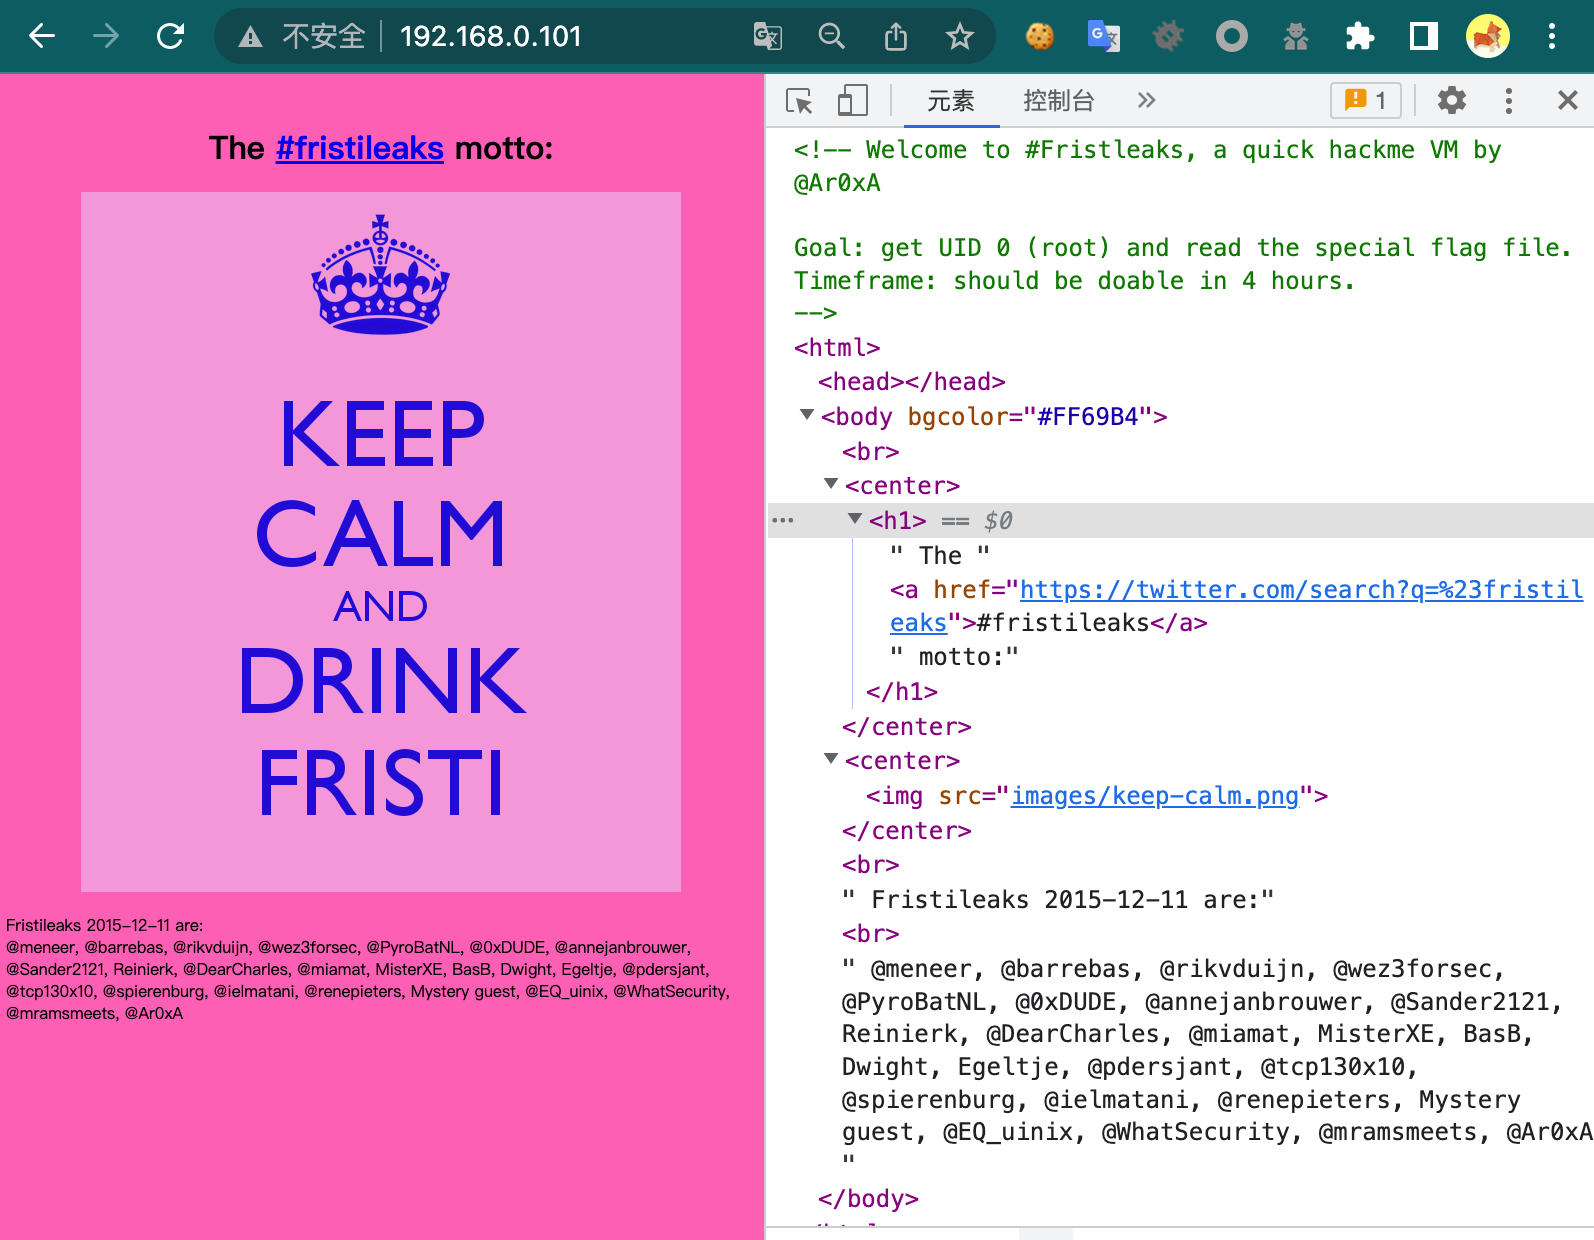 不安全 192.168.0.101
The #fristileaks motto:
KEEP
CALM
AND
DRINK
FRISTI
Fristileaks 2015-12-11 are:
@meneer, @barrebas, @rikvduijn, @wez3forsec, @PyroBatNL, @0xDUDE, @annejanbrouwer,
@Sander2121, Reinierk, @DearCharles, @miamat, MisterXE, BasB, Dwight, Egeltje, @pdersjant,
@tcp130x10, @spierenburg, @ielmatani, @renepieters, Mystery guest, @EQ_uinix, @WhatSecurity,
@mramsmeets, @Ar0xA
元素 控制台 1
<!-- Welcome to #Fristleaks, a quick hackme VM by
@Ar0xA
Goal: get UID 0 (root) and read the special flag file.
Timeframe: should be doable in 4 hours.
-->
<html>
<head></head>
<body bgcolor="#FF69B4">
<br>
<center>
<h1> == $0
" The "
<a href="https://twitter.com/search?q=%23fristil
eaks">#fristileaks</a>
" motto:"
</h1>
</center>
<center>
<img src="images/keep-calm.png">
</center>
<br>
" Fristileaks 2015-12-11 are:"
<br>
" @meneer, @barrebas, @rikvduijn, @wez3forsec,
@PyroBatNL, @0xDUDE, @annejanbrouwer, @Sander2121,
Reinierk, @DearCharles, @miamat, MisterXE, BasB,
Dwight, Egeltje, @pdersjant, @tcp130x10,
@spierenburg, @ielmatani, @renepieters, Mystery
guest, @EQ_uinix, @WhatSecurity, @mramsmeets, @Ar0xA
"
</body>